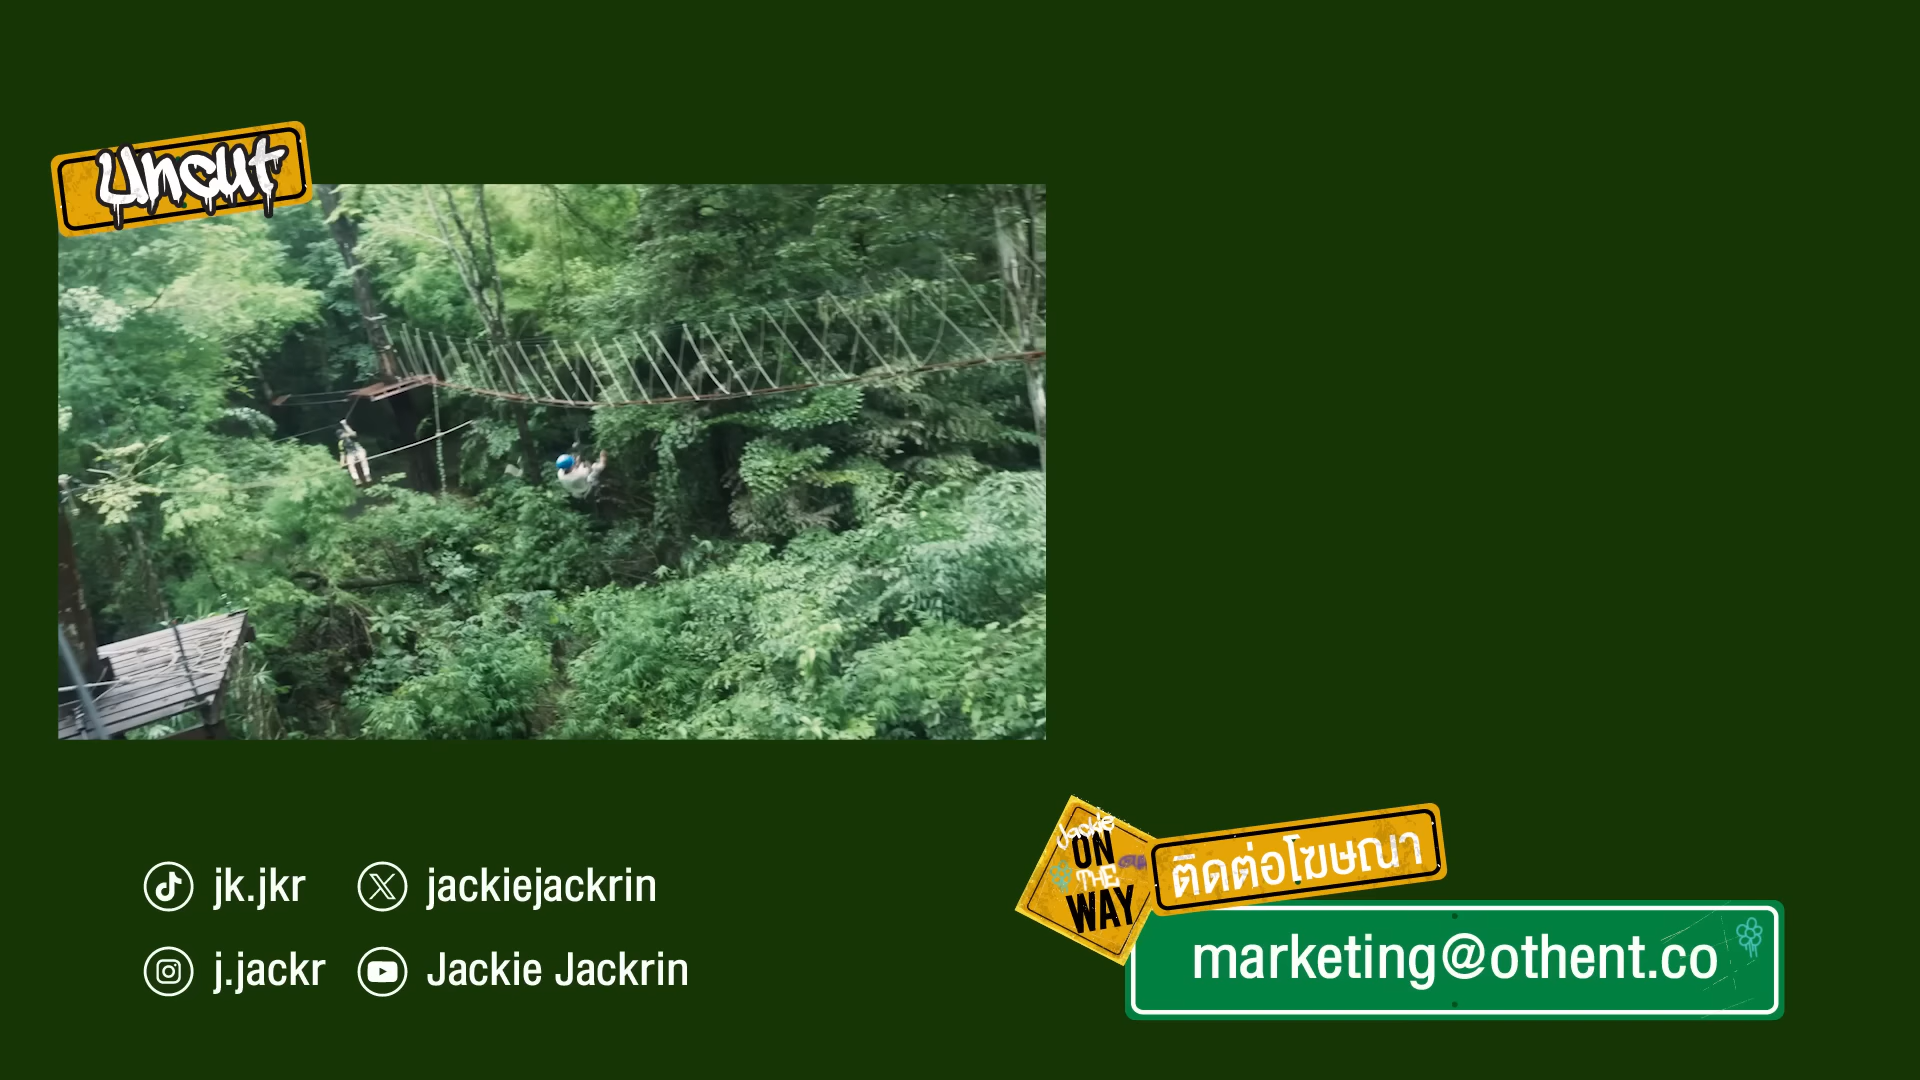 Uncut
Jackie
ON
THE
WAY
ติดต่อโฆษณา
marketing@othent.co
jk.jkr
jackiejackrin
j.jackr
Jackie Jackrin